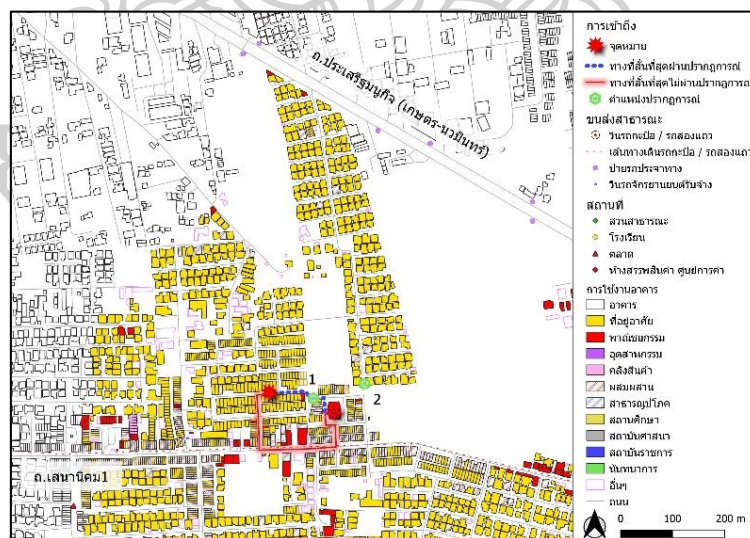 ถ.ประเสริฐมนูกิจ (เกษตร-นวมินทร์)
1
2
ถ.เสนานิคม1
การเข้าถึง
จุดหมาย
ทางที่สั้นที่สุดผ่านปรากฏการณ์
ทางที่สั้นที่สุดไม่ผ่านปรากฏการณ์
ตำแหน่งปรากฏการณ์
ขนส่งสาธารณะ
วินรถกะป๊อ / รถสองแถว
เส้นทางเดินรถกะป๊อ / รถสองแถว
ป้ายรถประจำทาง
วินรถจักรยานยนต์รับจ้าง
สถานที่
สวนสาธารณะ
โรงเรียน
ตลาด
ห้างสรรพสินค้า ศูนย์การค้า
การใช้งานอาคาร
อาคาร
ที่อยู่อาศัย
พาณิชยกรรม
อุตสาหกรรม
คลังสินค้า
ผสมผสาน
สาธารณูปโภค
สถานศึกษา
สถาบันศาสนา
สถาบันราชการ
นันทนาการ
อื่นๆ
ถนน
0 100 200 m